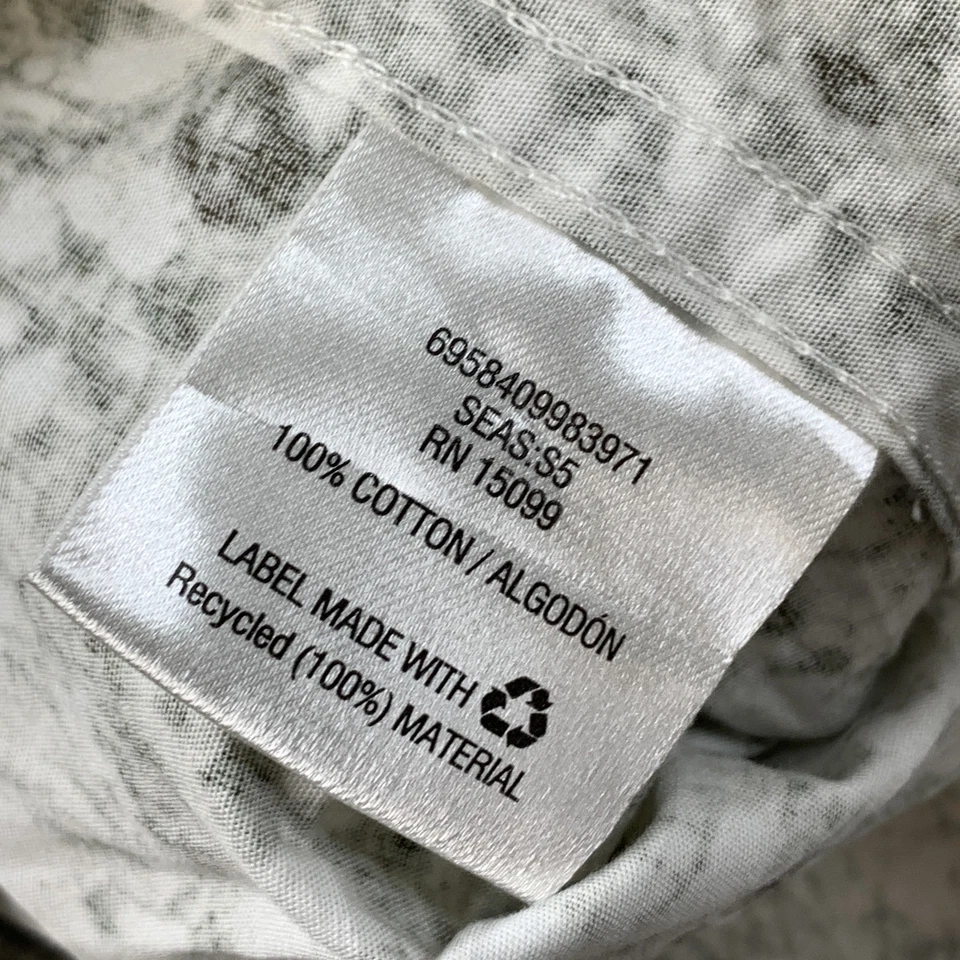 6958409983971
SEAS:S5
RN 15099
100% COTTON / ALGODÓN
LABEL MADE WITH
Recycled (100%) MATERIAL